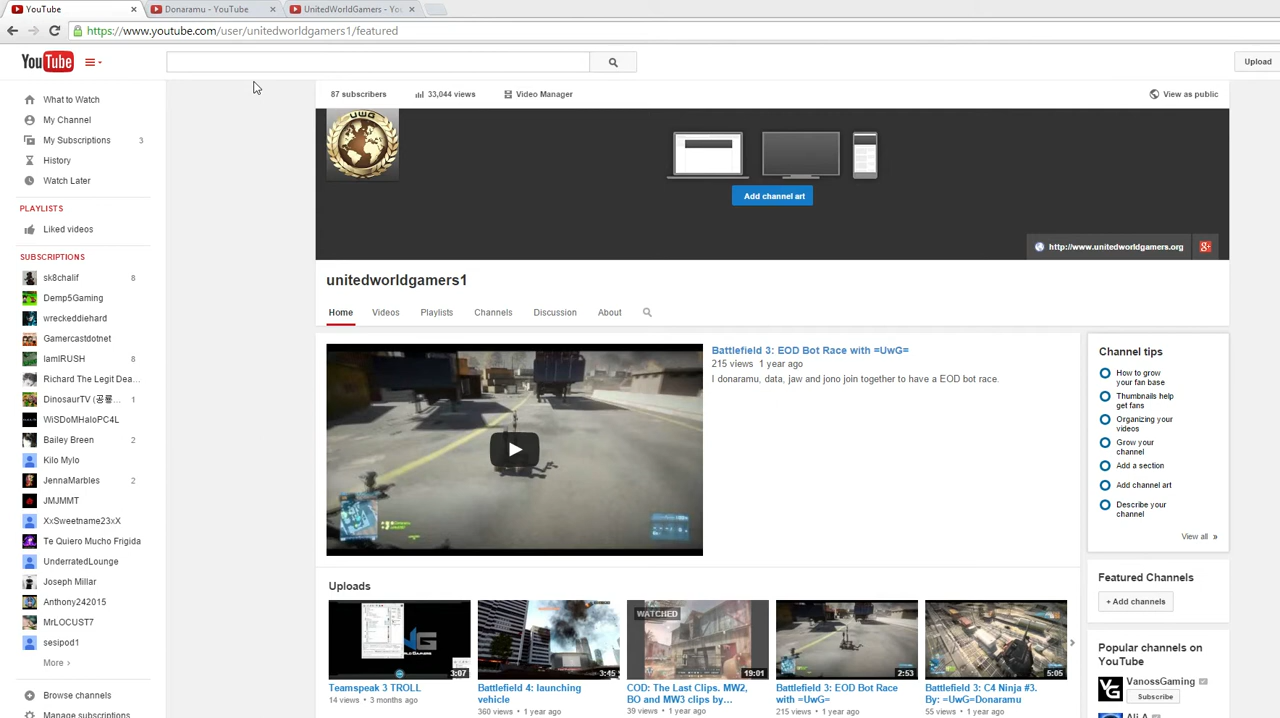 YouTube
Donaramu - YouTube
UnitedWorldGamers - Yo
https://www.youtube.com/user/unitedworldgamers1/featured
YouTube
Upload
What to Watch
My Channel
My Subscriptions 3
History
Watch Later
PLAYLISTS
Liked videos
SUBSCRIPTIONS
sk8chalif 8
Demp5Gaming
wreckeddiehard
Gamercastdotnet
IamIRUSH 8
Richard The Legit Dea...
DinosaurTV (공룡... 1
WiSDoMHaloPC4L
Bailey Breen 2
Kilo Mylo
JennaMarbles 2
JMJMMT
XxSweetname23xX
Te Quiero Mucho Frigida
UnderratedLounge
Joseph Millar
Anthony242015
MrLOCUST7
sesipod1
More ›
Browse channels
Manage subscriptions
87 subscribers
33,044 views
Video Manager
View as public
UWG
Add channel art
http://www.unitedworldgamers.org
unitedworldgamers1
Home Videos Playlists Channels Discussion About
Battlefield 3: EOD Bot Race with =UwG=
215 views 1 year ago
I donaramu, data, jaw and jono join together to have a EOD bot race.
Uploads
3:07
Teamspeak 3 TROLL
14 views • 3 months ago
3:45
Battlefield 4: launching
vehicle
360 views • 1 year ago
WATCHED
19:01
COD: The Last Clips. MW2,
BO and MW3 clips by…
39 views • 1 year ago
2:53
Battlefield 3: EOD Bot Race
with =UwG=
215 views • 1 year ago
5:05
Battlefield 3: C4 Ninja #3.
By: =UwG=Donaramu
55 views • 1 year ago
Channel tips
How to grow
your fan base
Thumbnails help
get fans
Organizing your
videos
Grow your
channel
Add a section
Add channel art
Describe your
channel
View all »
Featured Channels
+ Add channels
Popular channels on
YouTube
VanossGaming
Subscribe
Ali-A